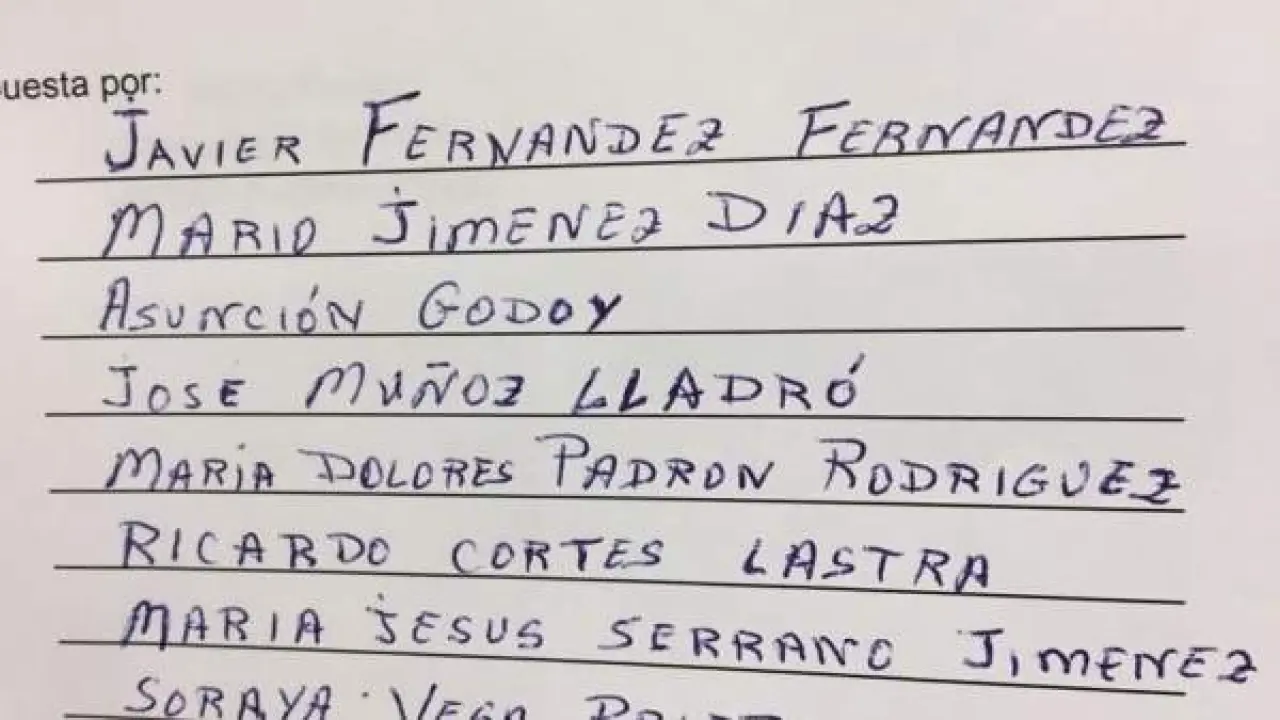 uesta por:
JAVIER FERNANDEZ FERNANDEZ
MARIO JIMENEZ DIAZ
ASUNCIÓN GODOY
JOSE MUÑOZ LLADRÓ
MARIA DOLORES PADRON RODRIGUEZ
RICARDO CORTES LASTRA
MARIA JESUS SERRANO JIMENEZ
SORAYA VEGA